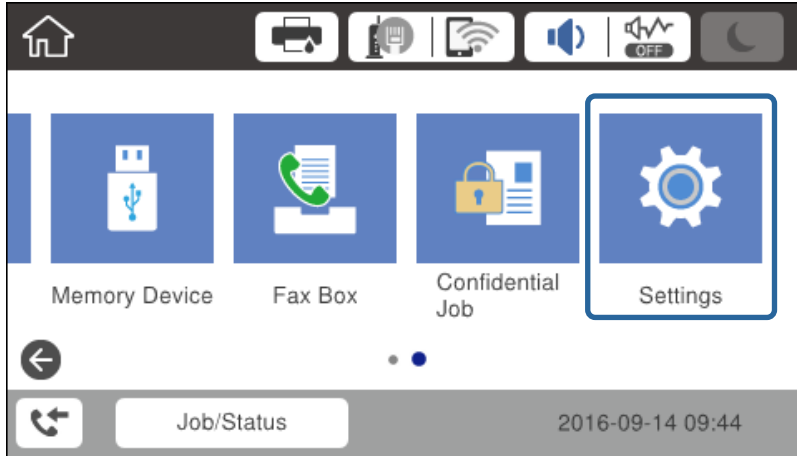 OFF
Memory Device
Fax Box
Confidential
Job
Settings
Job/Status
2016-09-14 09:44